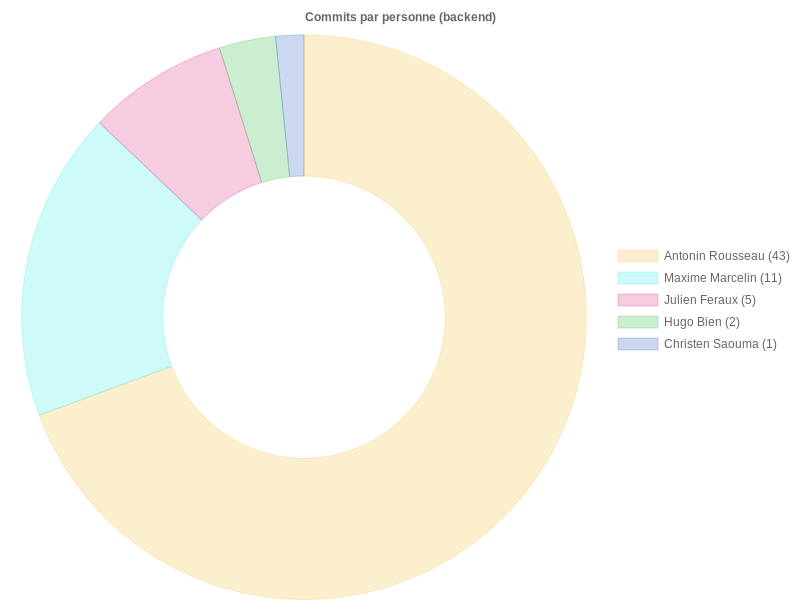 Commits par personne (backend)
Antonin Rousseau (43)
Maxime Marcelin (11)
Julien Feraux (5)
Hugo Bien (2)
Christen Saouma (1)